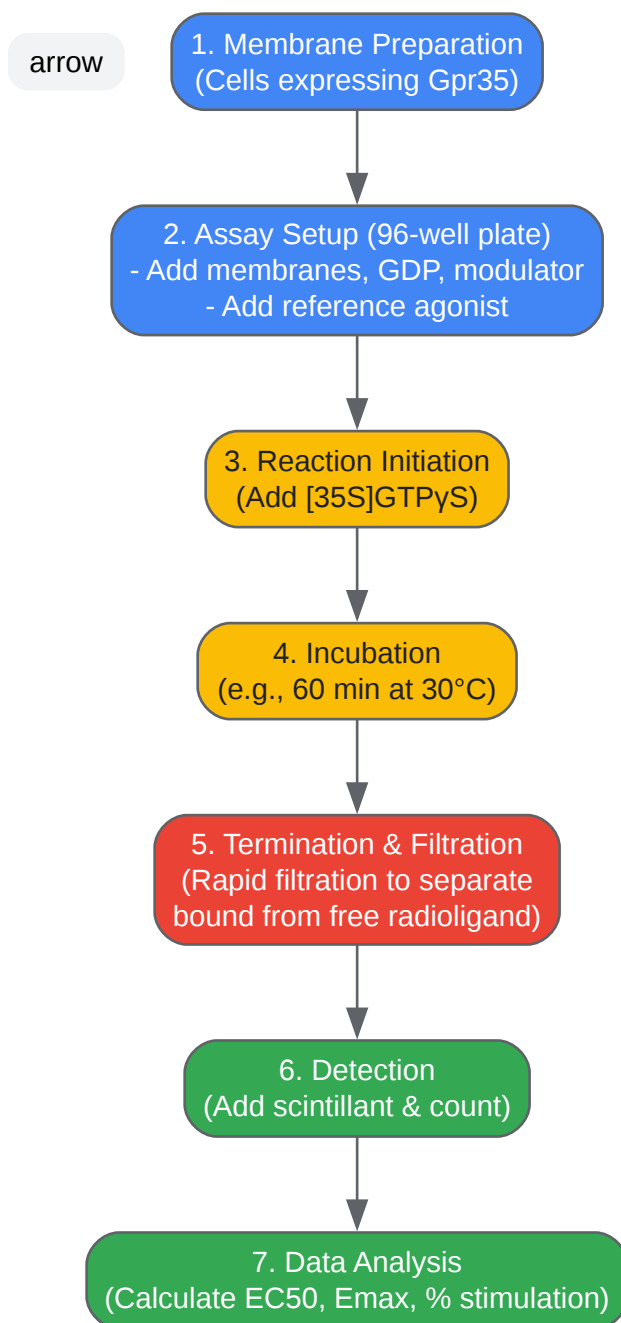 arrow
1. Membrane Preparation
(Cells expressing Gpr35)
2. Assay Setup (96-well plate)
- Add membranes, GDP, modulator
- Add reference agonist
3. Reaction Initiation
(Add [35S]GTPγS)
4. Incubation
(e.g., 60 min at 30°C)
5. Termination & Filtration
(Rapid filtration to separate
bound from free radioligand)
6. Detection
(Add scintillant & count)
7. Data Analysis
(Calculate EC50, Emax, % stimulation)